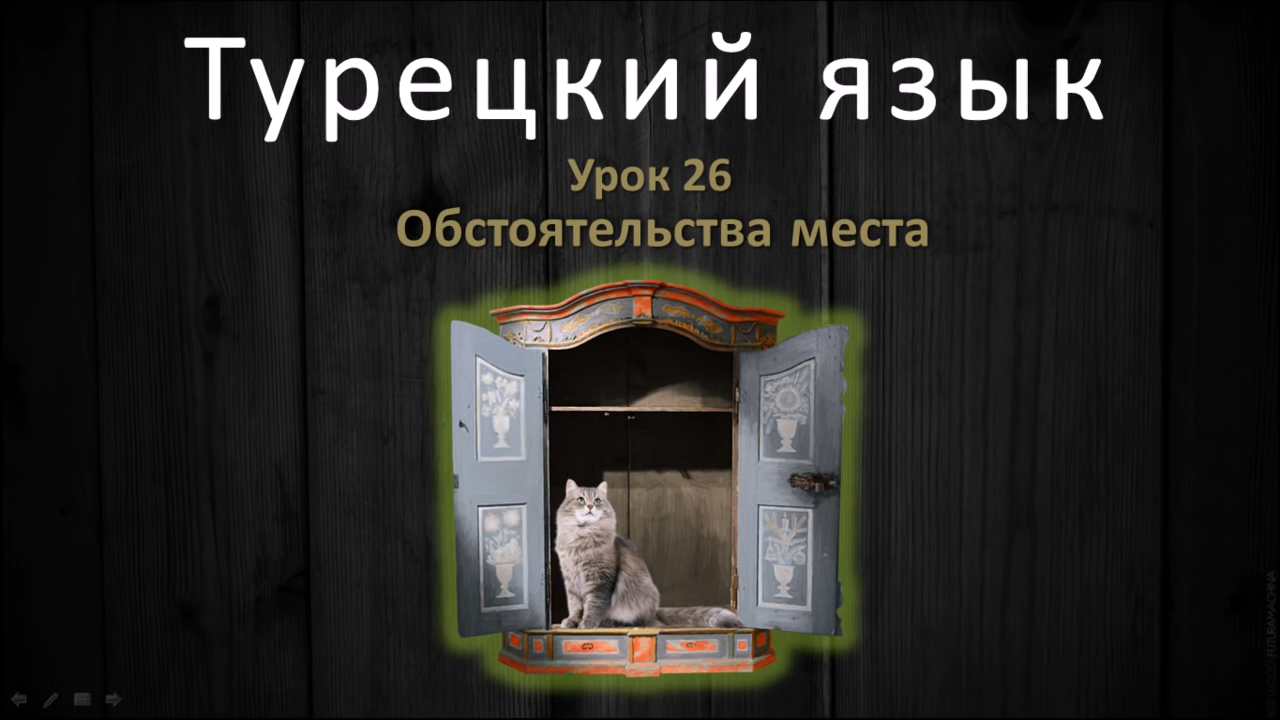 Турецкий язык
Урок 26
Обстоятельства места